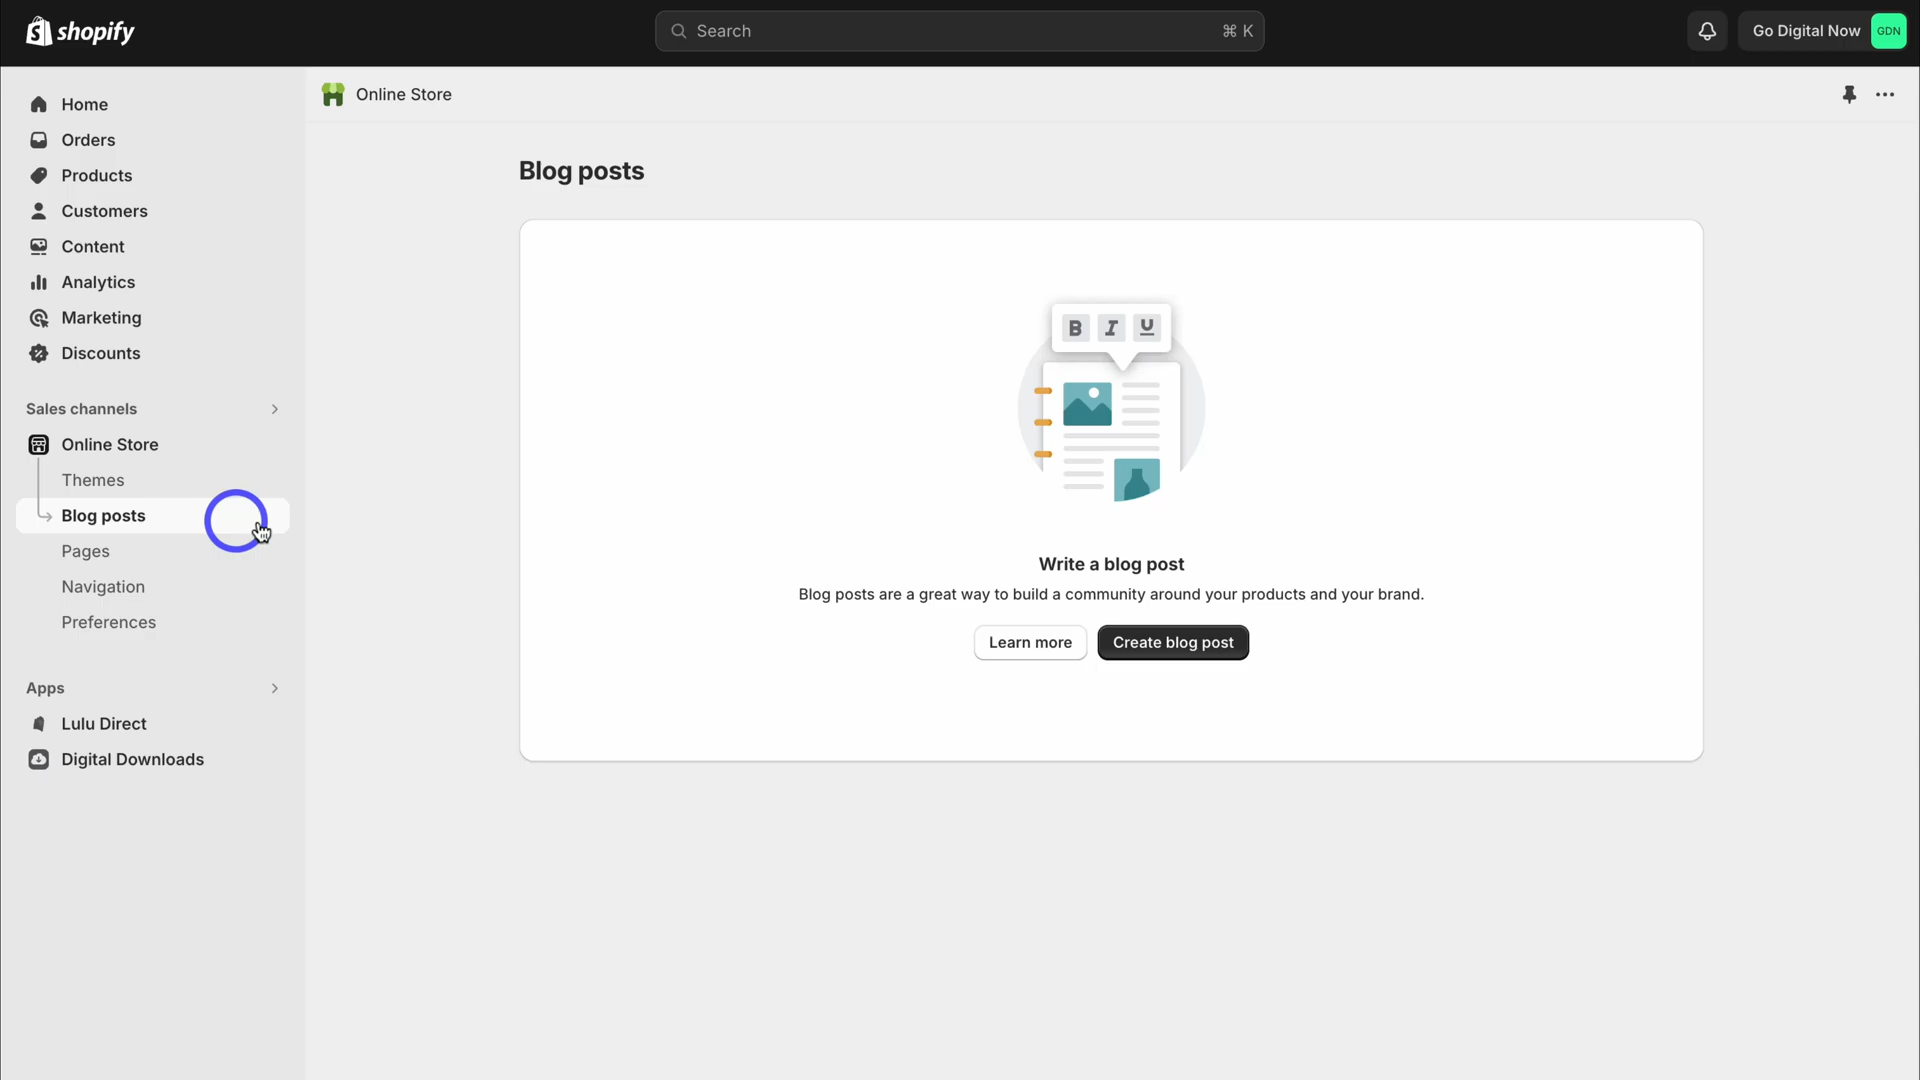 shopify
Search
⌘ K
Go Digital Now
GDN
Home
Orders
Products
Customers
Content
Analytics
Marketing
Discounts
Sales channels
Online Store
Themes
Blog posts
Pages
Navigation
Preferences
Apps
Lulu Direct
Digital Downloads
Online Store
Blog posts
B I U
Write a blog post
Blog posts are a great way to build a community around your products and your brand.
Learn more
Create blog post